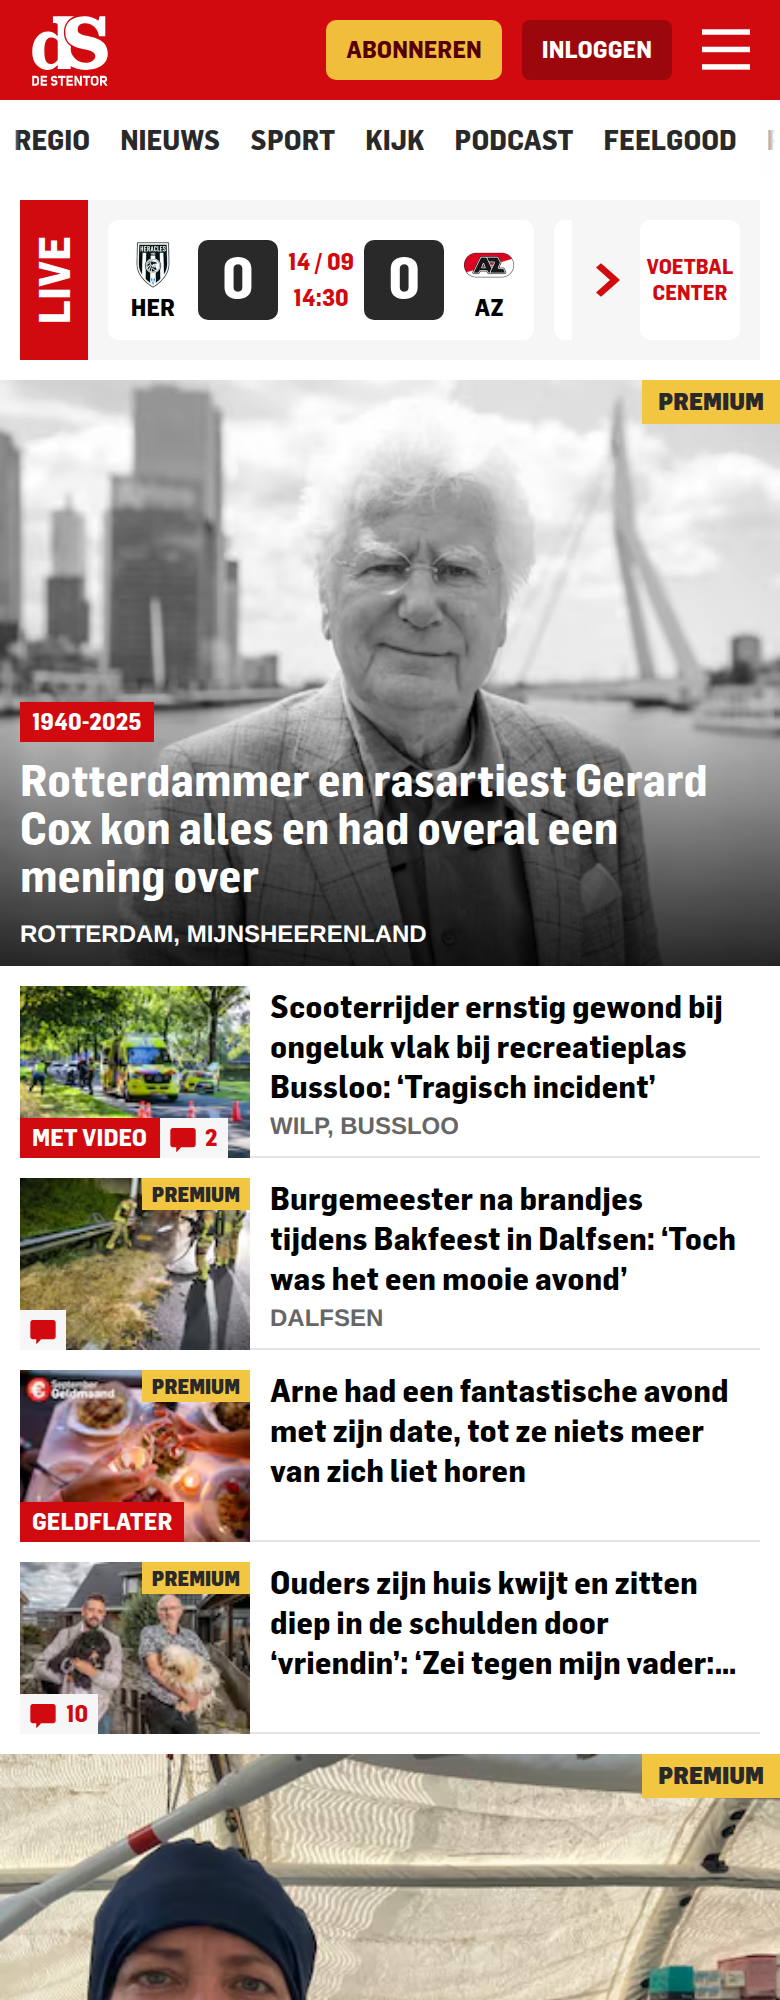 dS
DE STENTOR
ABONNEREN
INLOGGEN
REGIO NIEUWS SPORT KIJK PODCAST FEELGOOD
LIVE
HERACLES
HER
0
14 / 09
14:30
0
AZ
AZ
VOETBAL
CENTER
PREMIUM
1940-2025
Rotterdammer en rasartiest Gerard
Cox kon alles en had overal een
mening over
ROTTERDAM, MIJNSHEERENLAND
Scooterrijder ernstig gewond bij
ongeluk vlak bij recreatieplas
Bussloo: ‘Tragisch incident’
WILP, BUSSLOO
MET VIDEO
2
PREMIUM
Burgemeester na brandjes
tijdens Bakfeest in Dalfsen: ‘Toch
was het een mooie avond’
DALFSEN
September
Geldmaand
PREMIUM
GELDFLATER
Arne had een fantastische avond
met zijn date, tot ze niets meer
van zich liet horen
PREMIUM
10
Ouders zijn huis kwijt en zitten
diep in de schulden door
‘vriendin’: ‘Zei tegen mijn vader:...
PREMIUM